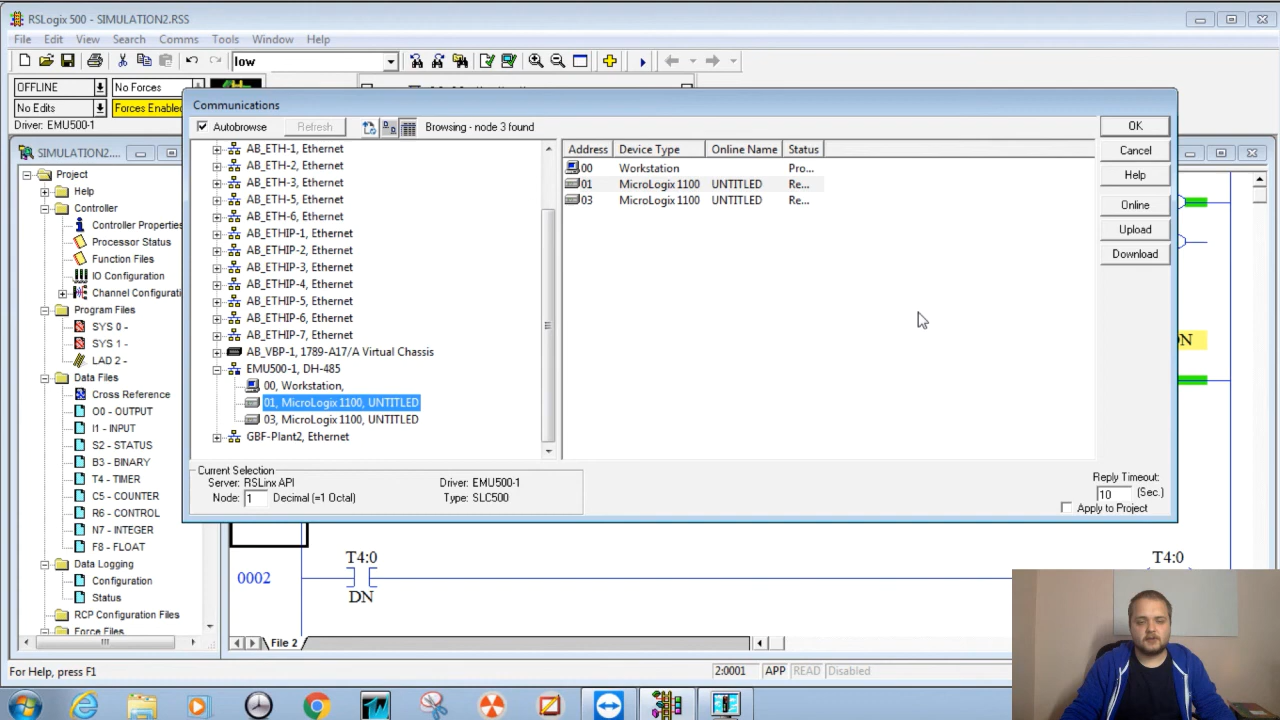 RSLogix 500 - SIMULATION2.RSS
File Edit View Search Comms Tools Window Help
low
OFFLINE No Forces
No Edits Forces Enabled
Driver: EMU500-1
Communications
Autobrowse Refresh Browsing - node 3 found
OK
Cancel
Help
Online
Upload
Download
AB_ETH-1, Ethernet
AB_ETH-2, Ethernet
AB_ETH-3, Ethernet
AB_ETH-5, Ethernet
AB_ETH-6, Ethernet
AB_ETHIP-1, Ethernet
AB_ETHIP-2, Ethernet
AB_ETHIP-3, Ethernet
AB_ETHIP-4, Ethernet
AB_ETHIP-5, Ethernet
AB_ETHIP-6, Ethernet
AB_ETHIP-7, Ethernet
AB_VBP-1, 1789-A17/A Virtual Chassis
EMU500-1, DH-485
00, Workstation,
01, MicroLogix 1100, UNTITLED
03, MicroLogix 1100, UNTITLED
GBF-Plant2, Ethernet
Address Device Type Online Name Status
00 Workstation Pro...
01 MicroLogix 1100 UNTITLED Re...
03 MicroLogix 1100 UNTITLED Re...
Current Selection
Server: RSLinx API Driver: EMU500-1
Node: 1 Decimal (=1 Octal) Type: SLC500
Reply Timeout:
10 (Sec.)
Apply to Project
SIMULATION2....
Project
Help
Controller
Controller Properties
Processor Status
Function Files
IO Configuration
Channel Configurati
Program Files
SYS 0 -
SYS 1 -
LAD 2 -
Data Files
Cross Reference
O0 - OUTPUT
I1 - INPUT
S2 - STATUS
B3 - BINARY
T4 - TIMER
C5 - COUNTER
R6 - CONTROL
N7 - INTEGER
F8 - FLOAT
Data Logging
Configuration
Status
RCP Configuration Files
Force Files
DN
T4:0 T4:0
0002
DN
File 2
For Help, press F1
2:0001 APP READ Disabled